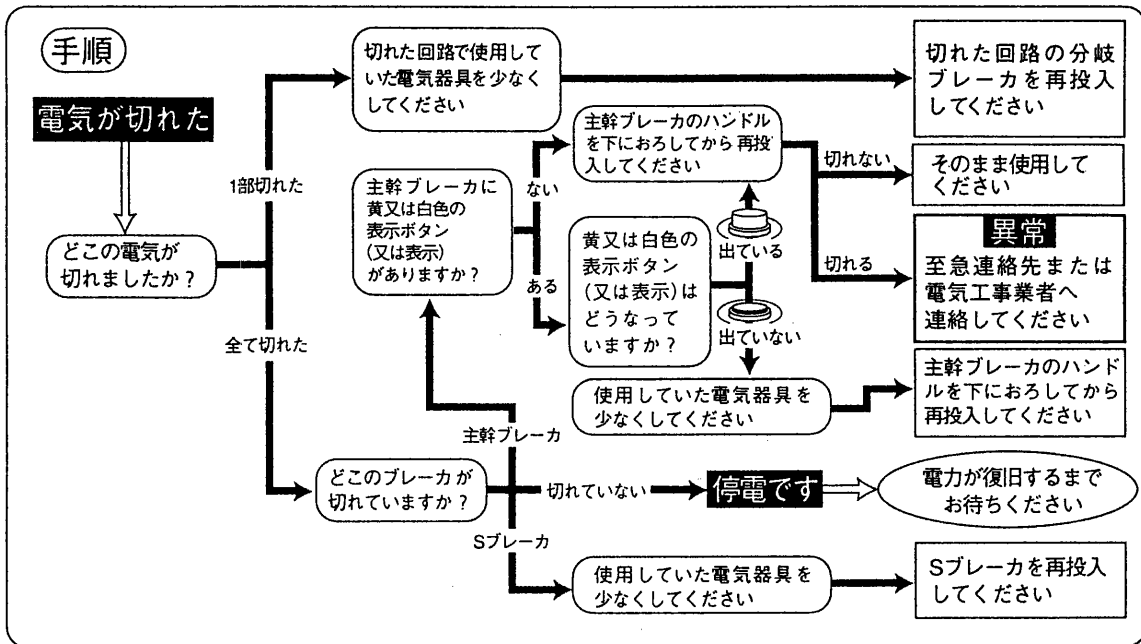 手順
電気が切れた
どこの電気が
切れましたか？
1部切れた
全て切れた
切れた回路で使用して
いた電気器具を少なく
してください
切れた回路の分岐
ブレーカを再投入
してください
主幹ブレーカに
黄又は白色の
表示ボタン
(又は表示)
がありますか？
ない
ある
主幹ブレーカのハンドル
を下におろしてから再投
入してください
切れない
そのまま使用して
ください
切れる
異常
至急連絡先または
電気工事業者へ
連絡してください
黄又は白色の
表示ボタン
(又は表示)は
どうなって
いますか？
出ている
出ていない
使用していた電気器具を
少なくしてください
主幹ブレーカのハンド
ルを下におろしてから
再投入してください
どこのブレーカが
切れていますか？
主幹ブレーカ
切れていない
停電です
電力が復旧するまで
お待ちください
Sブレーカ
使用していた電気器具を
少なくしてください
Sブレーカを再投入
してください